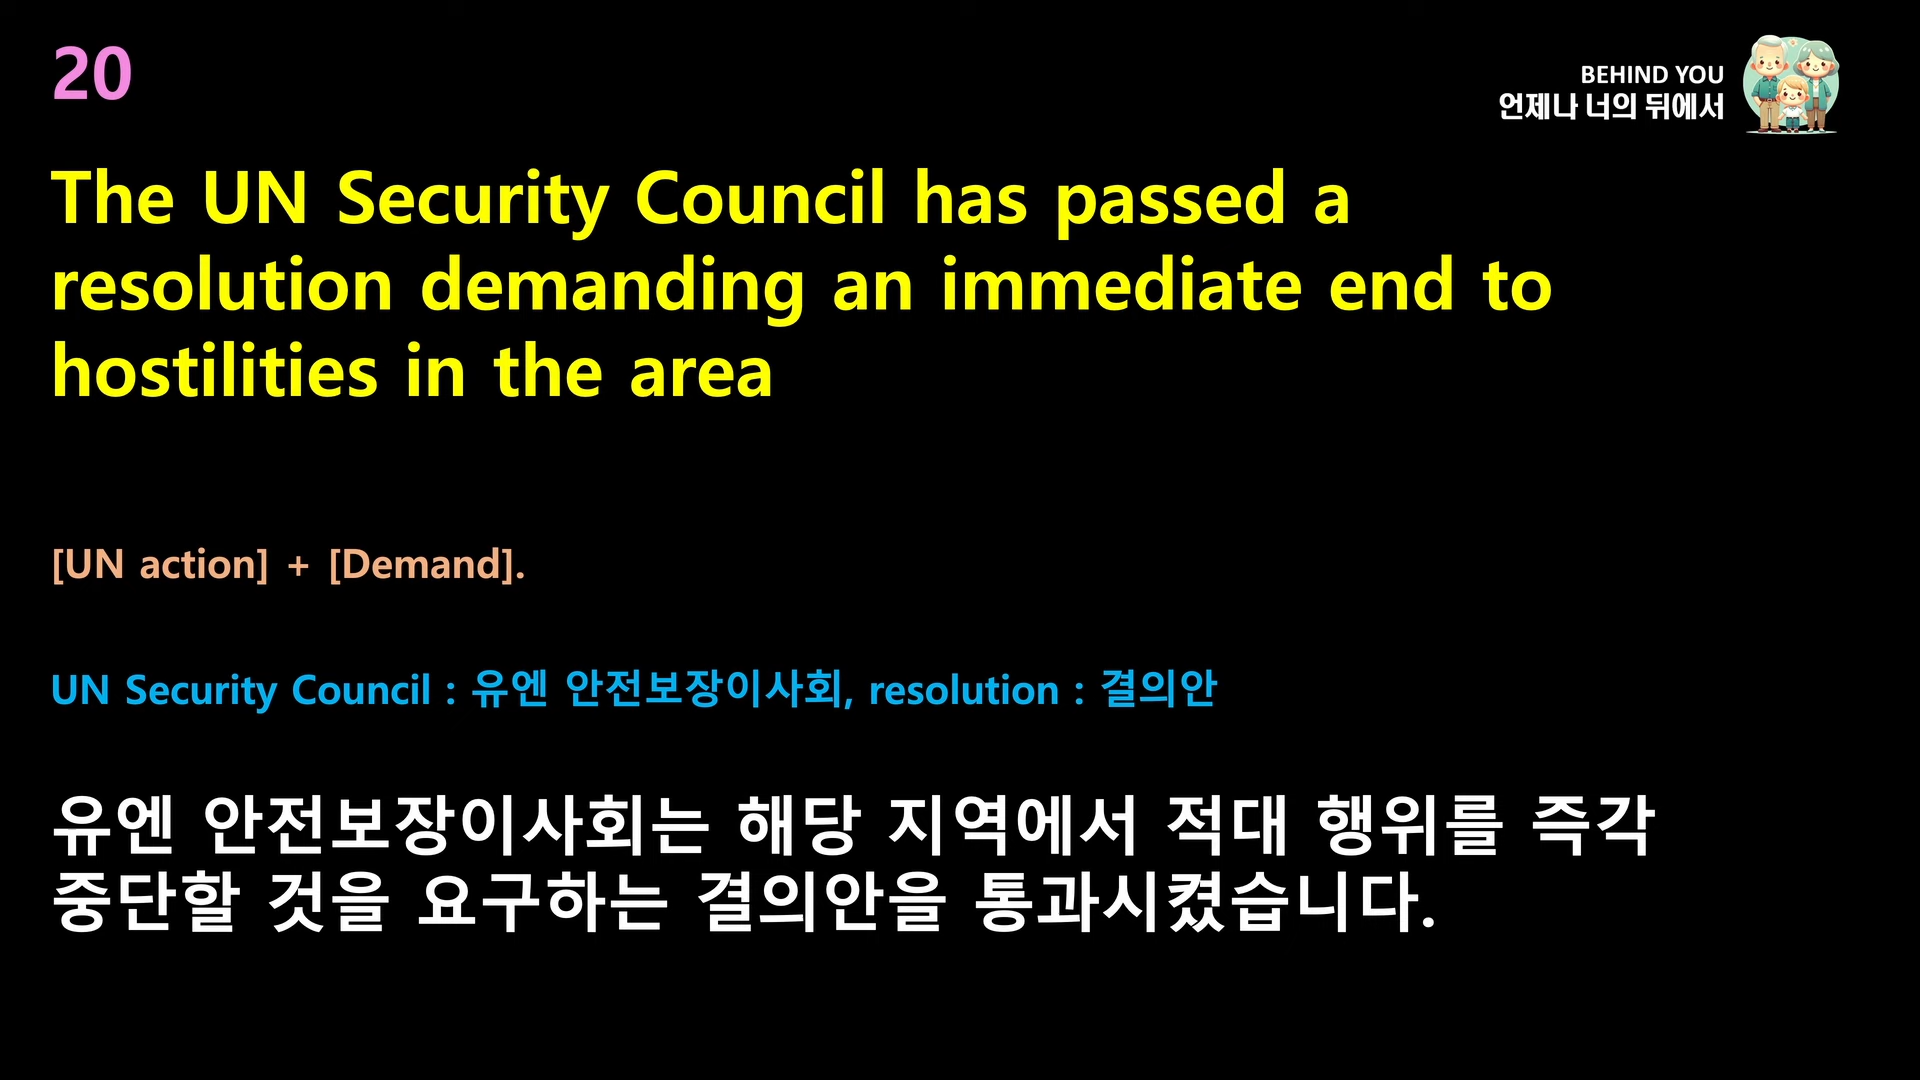 20
BEHIND YOU
언제나 너의 뒤에서
The UN Security Council has passed a
resolution demanding an immediate end to
hostilities in the area
[UN action] + [Demand].
UN Security Council : 유엔 안전보장이사회, resolution : 결의안
유엔 안전보장이사회는 해당 지역에서 적대 행위를 즉각
중단할 것을 요구하는 결의안을 통과시켰습니다.